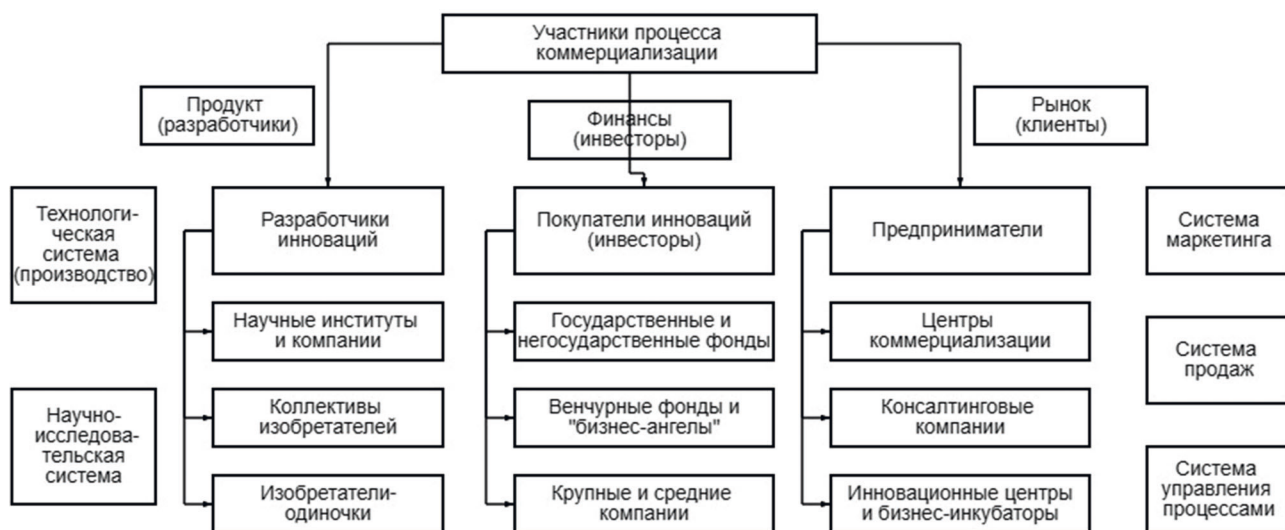 Участники процесса
коммерциализации
Продукт
(разработчики)
Финансы
(инвесторы)
Рынок
(клиенты)
Технологи-
ческая
система
(производство)
Разработчики
инноваций
Покупатели инноваций
(инвесторы)
Предприниматели
Система
маркетинга
Научные институты
и компании
Государственные и
негосударственные фонды
Центры
коммерциализации
Система
продаж
Научно-
исследова-
тельская
система
Коллективы
изобретателей
Венчурные фонды и
"бизнес-ангелы"
Консалтинговые
компании
Изобретатели-
одиночки
Крупные и средние
компании
Инновационные центры
и бизнес-инкубаторы
Система
управления
процессами